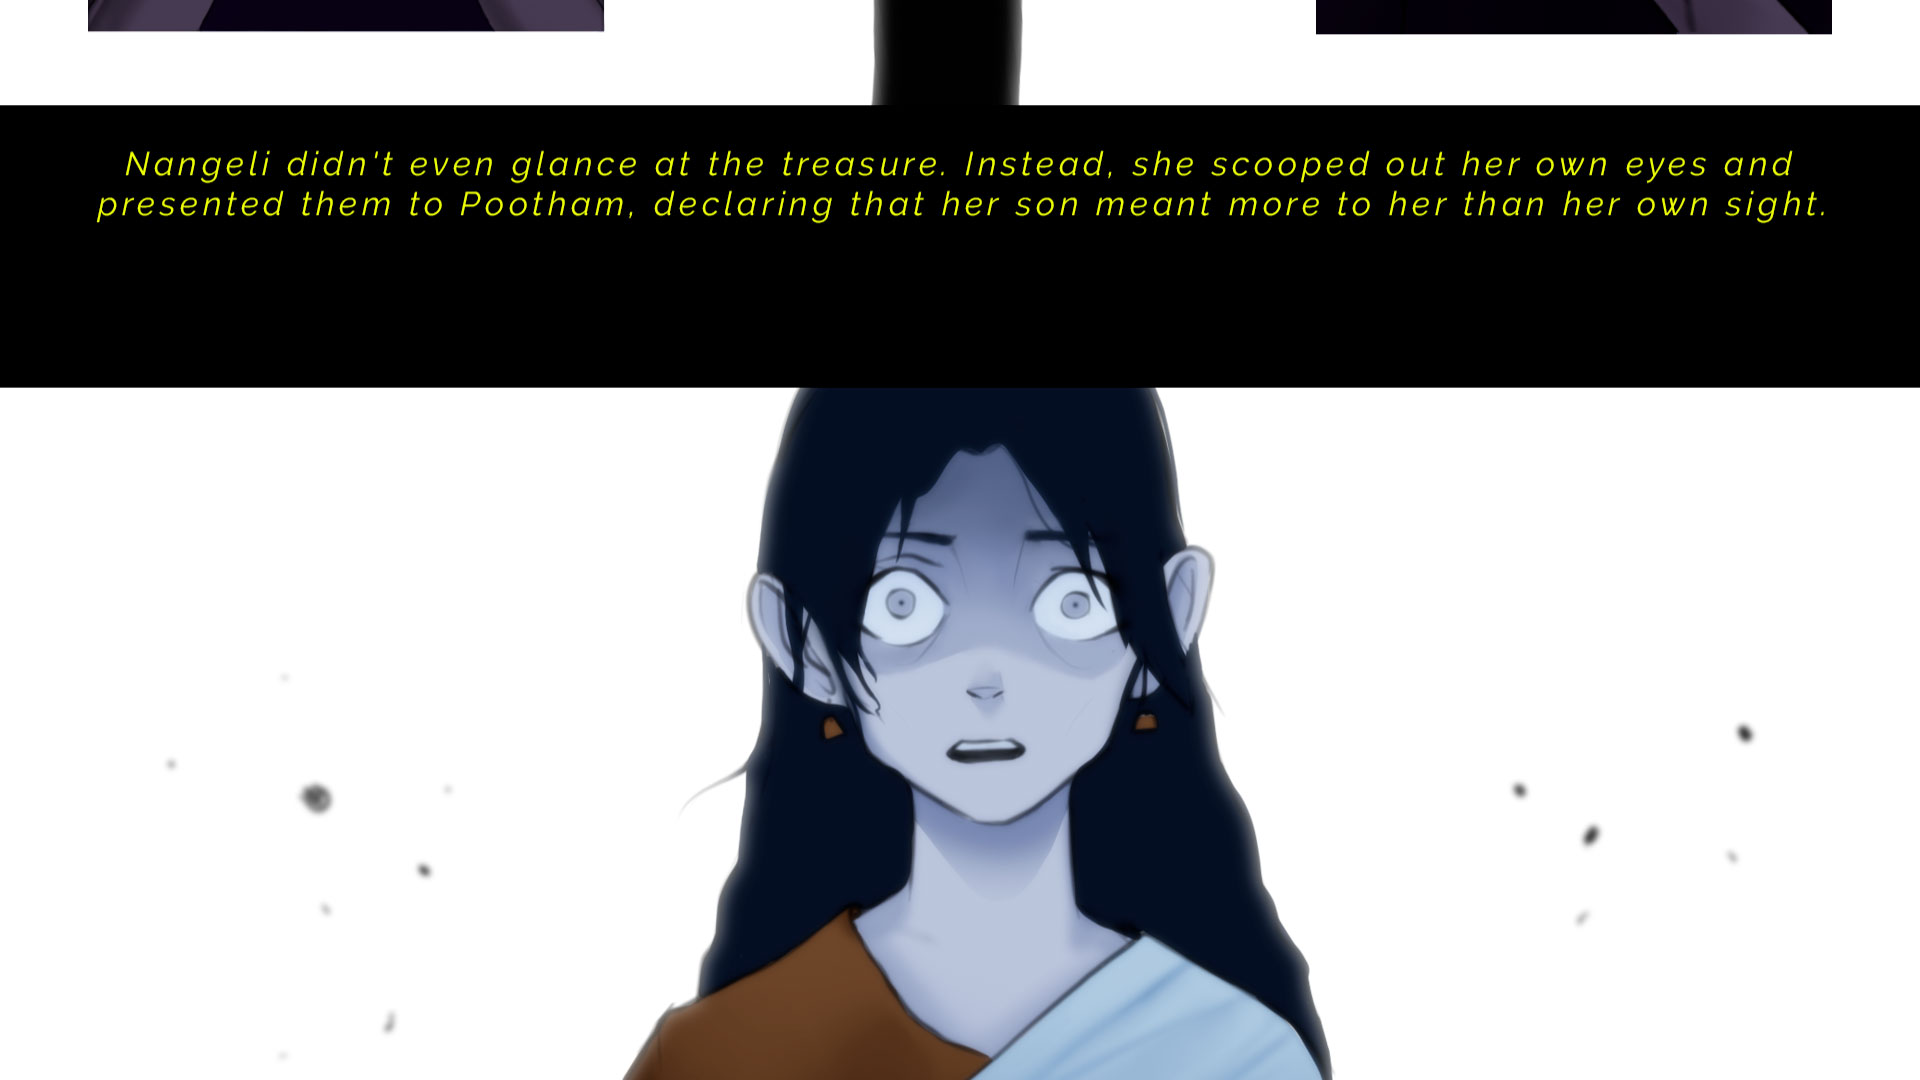 Nangeli didn't even glance at the treasure. Instead, she scooped out her own eyes and
presented them to Pootham, declaring that her son meant more to her than her own sight.